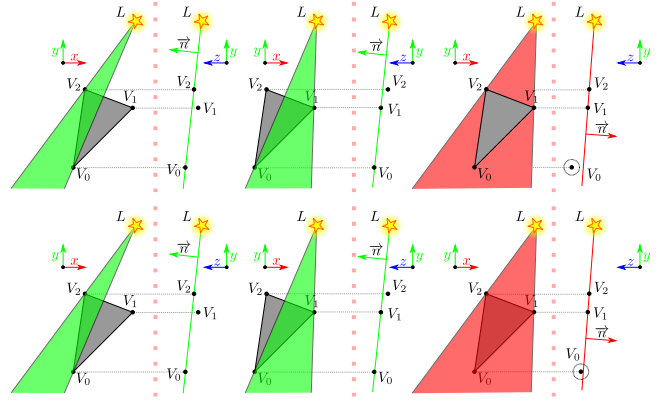 L L L
y x n z y
y x n z y
y x z y
V₂ V₂ V₂ V₂ V₂ V₂
V₁ V₁ V₁ V₁ V₁ V₁
n
V₀ V₀ V₀ V₀ V₀ V₀
L L L
y x n z y
y x n z y
y x z y
V₂ V₂ V₂ V₂ V₂ V₂
V₁ V₁ V₁ V₁ V₁ V₁
n
V₀ V₀ V₀ V₀ V₀ V₀